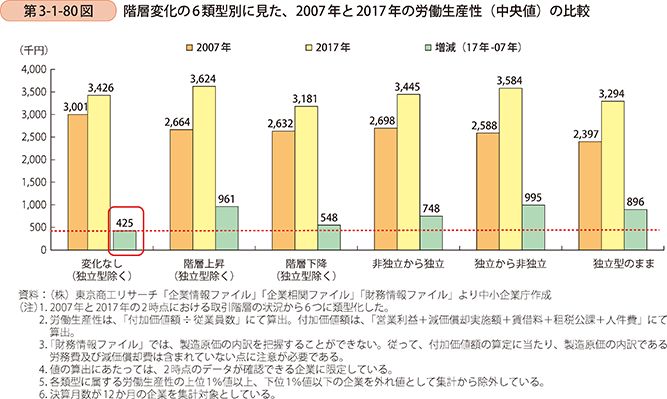 第3-1-80図
階層変化の6類型別に見た、2007年と2017年の労働生産性（中央値）の比較
（千円）
2007年 2017年 増減（17年-07年）
4,000
3,500
3,000
2,500
2,000
1,500
1,000
500
0
3,001 3,426 425
2,664 3,624 961
2,632 3,181 548
2,698 3,445 748
2,588 3,584 995
2,397 3,294 896
変化なし
（独立型除く）
階層上昇
（独立型除く）
階層下降
（独立型除く）
非独立から独立
独立から非独立
独立型のまま
資料：（株）東京商工リサーチ「企業情報ファイル」「企業相関ファイル」「財務情報ファイル」より中小企業庁作成
（注）1. 2007年と2017年の2時点における取引階層の状況から6つに類型化した。
2. 労働生産性は、「付加価値額÷従業員数」にて算出。付加価値額は、「営業利益＋減価償却実施額＋賃借料＋租税公課＋人件費」にて
算出。
3.「財務情報ファイル」では、製造原価の内訳を把握することができない。従って、付加価値額の算定に当たり、製造原価の内訳である
労務費及び減価償却費は含まれていない点に注意が必要である。
4. 値の算出にあたっては、2時点のデータが確認できる企業に限定している。
5. 各類型に属する労働生産性の上位1％値以上、下位1％値以下の企業を外れ値として集計から除外している。
6. 決算月数が12か月の企業を集計対象としている。